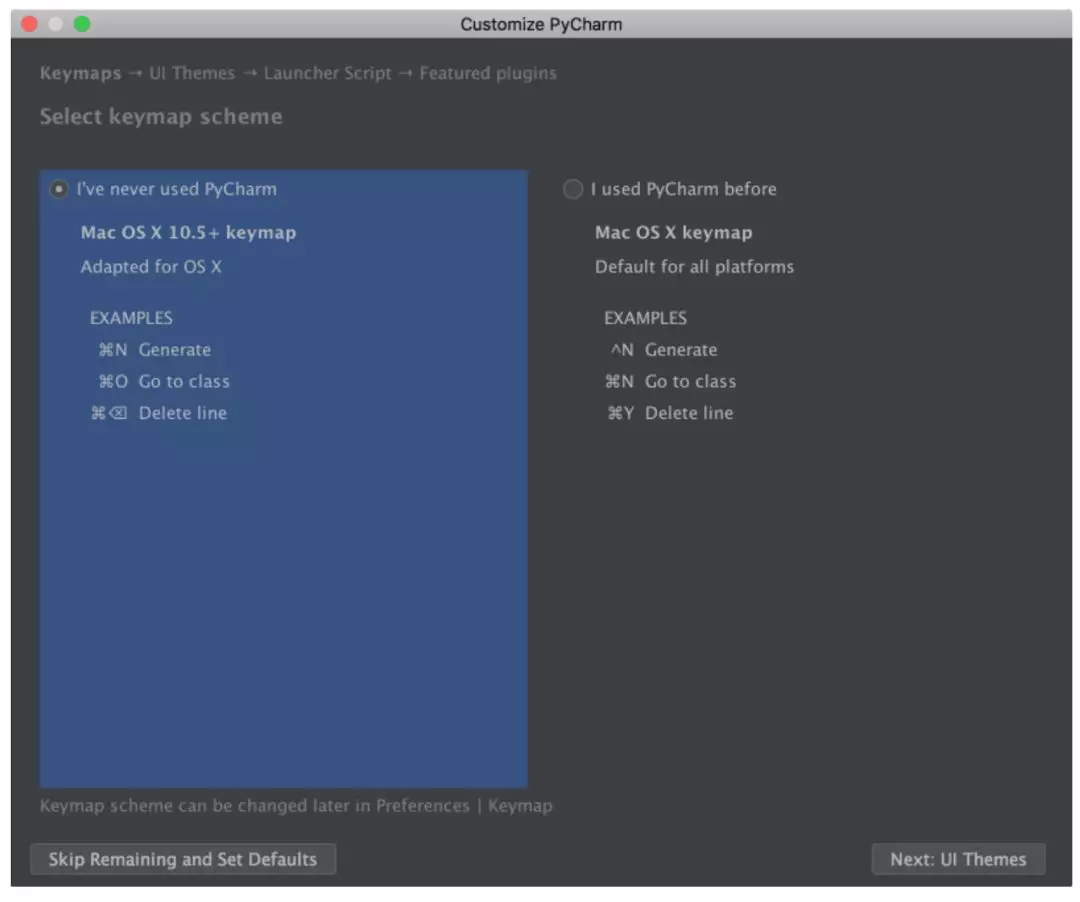 Customize PyCharm
Keymaps → UI Themes → Launcher Script → Featured plugins
Select keymap scheme
I've never used PyCharm
Mac OS X 10.5+ keymap
Adapted for OS X
EXAMPLES
⌘N Generate
⌘O Go to class
⌘⌫ Delete line
I used PyCharm before
Mac OS X keymap
Default for all platforms
EXAMPLES
^N Generate
⌘N Go to class
⌘Y Delete line
Keymap scheme can be changed later in Preferences | Keymap
Skip Remaining and Set Defaults
Next: UI Themes